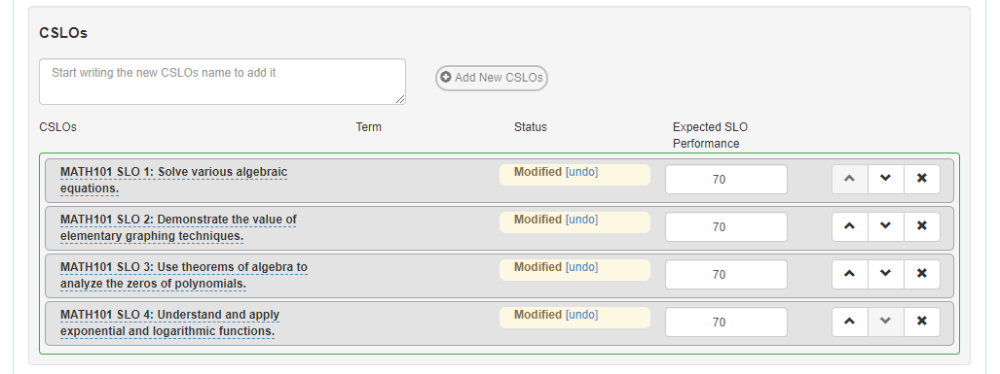 CSLOs
Start writing the new CSLOs name to add it
Add New CSLOs
CSLOs Term Status Expected SLO
Performance
MATH101 SLO 1: Solve various algebraic
equations.
Modified [undo]
70
MATH101 SLO 2: Demonstrate the value of
elementary graphing techniques.
Modified [undo]
70
MATH101 SLO 3: Use theorems of algebra to
analyze the zeros of polynomials.
Modified [undo]
70
MATH101 SLO 4: Understand and apply
exponential and logarithmic functions.
Modified [undo]
70